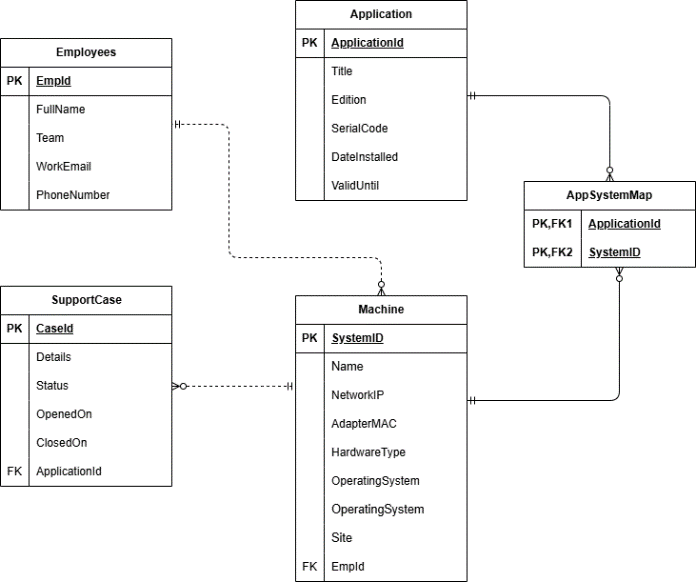 Employees
PK EmpId
FullName
Team
WorkEmail
PhoneNumber
Application
PK ApplicationId
Title
Edition
SerialCode
DateInstalled
ValidUntil
AppSystemMap
PK,FK1 ApplicationId
PK,FK2 SystemID
SupportCase
PK CaseId
Details
Status
OpenedOn
ClosedOn
FK ApplicationId
Machine
PK SystemID
Name
NetworkIP
AdapterMAC
HardwareType
OperatingSystem
OperatingSystem
Site
FK EmpId